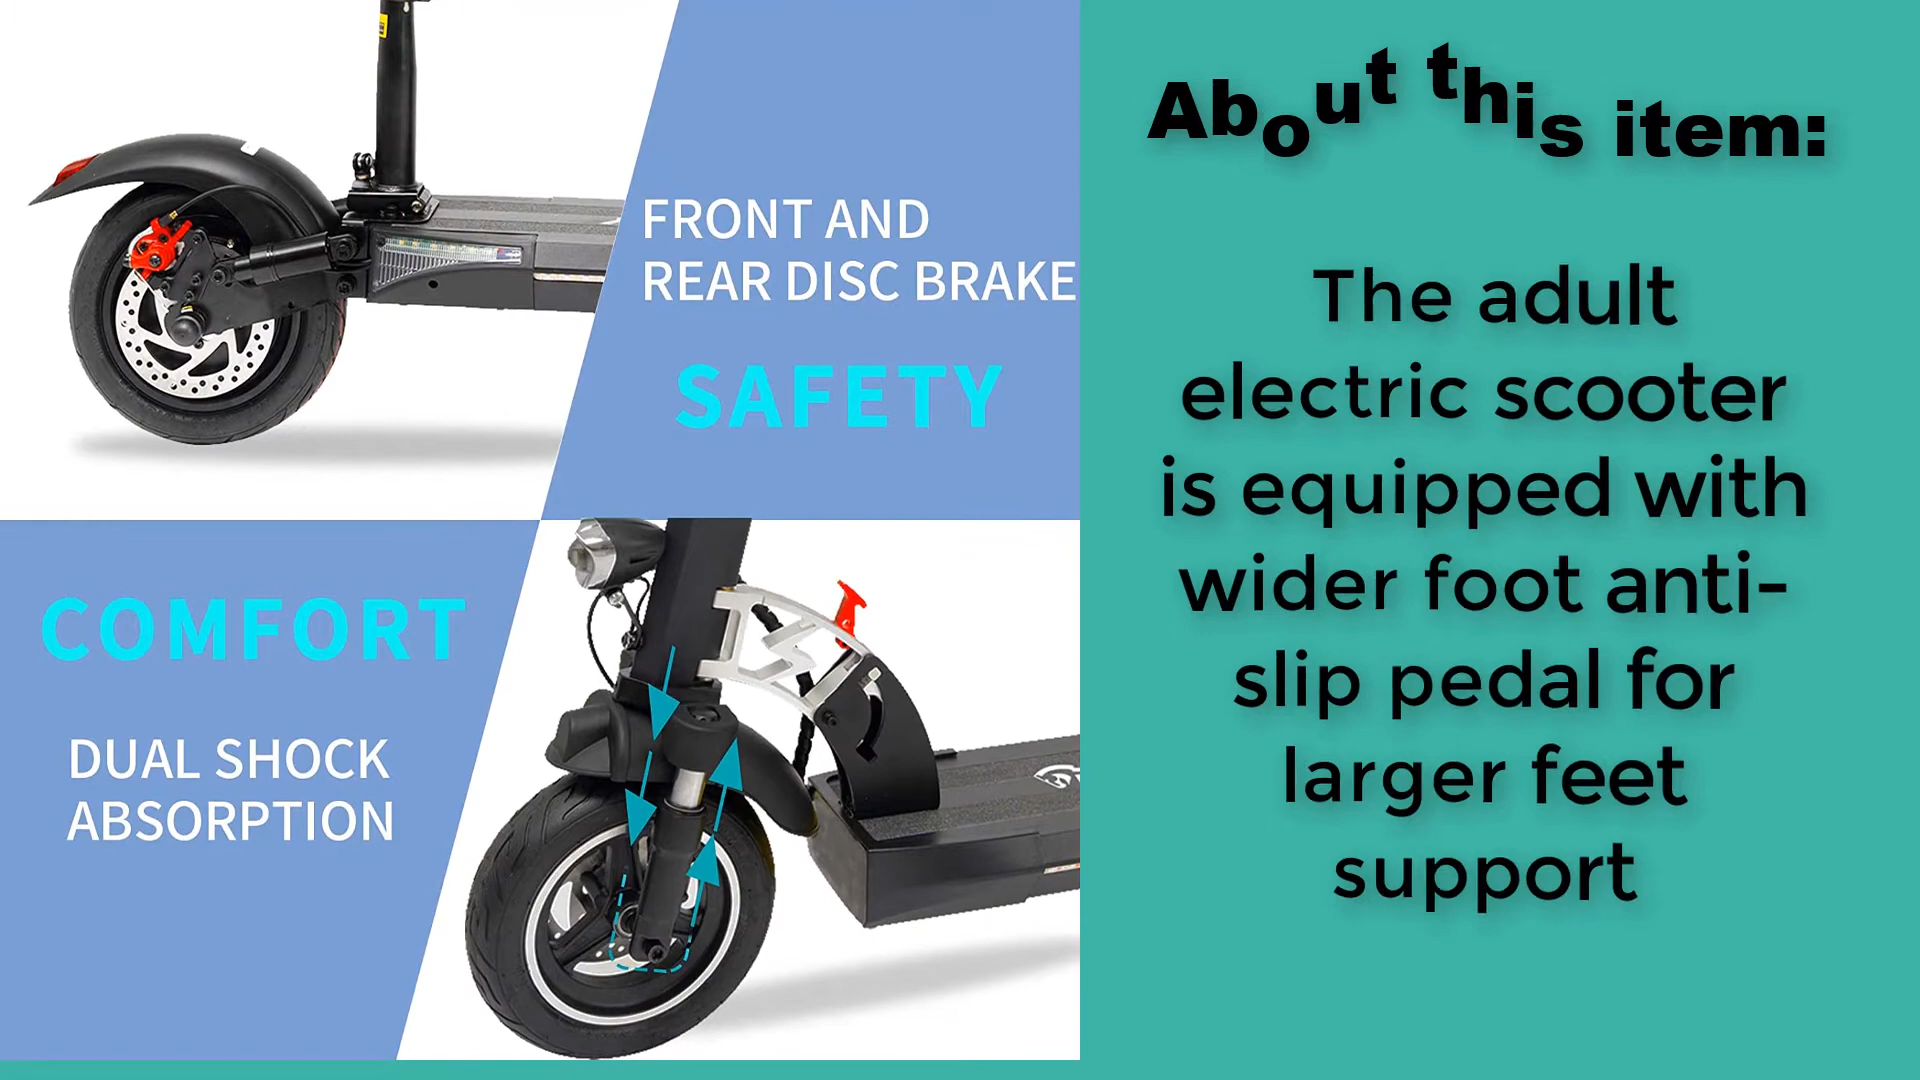 FRONT AND
REAR DISC BRAKE
SAFETY
COMFORT
DUAL SHOCK
ABSORPTION
About this item:
The adult
electric scooter
is equipped with
wider foot anti-
slip pedal for
larger feet
support